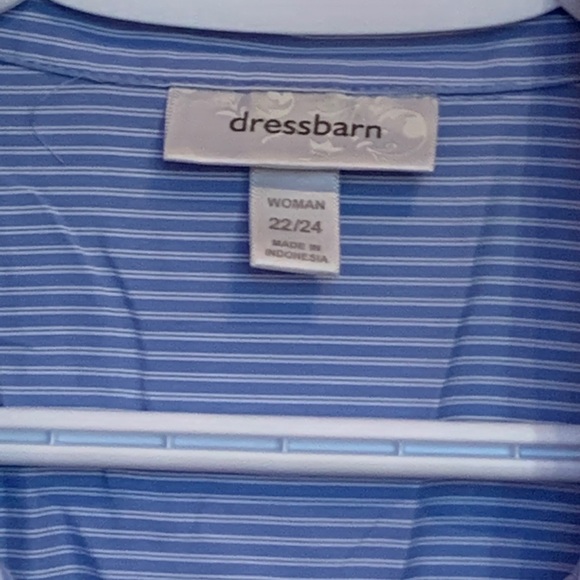 dressbarn
WOMAN
22/24
MADE IN
INDONESIA